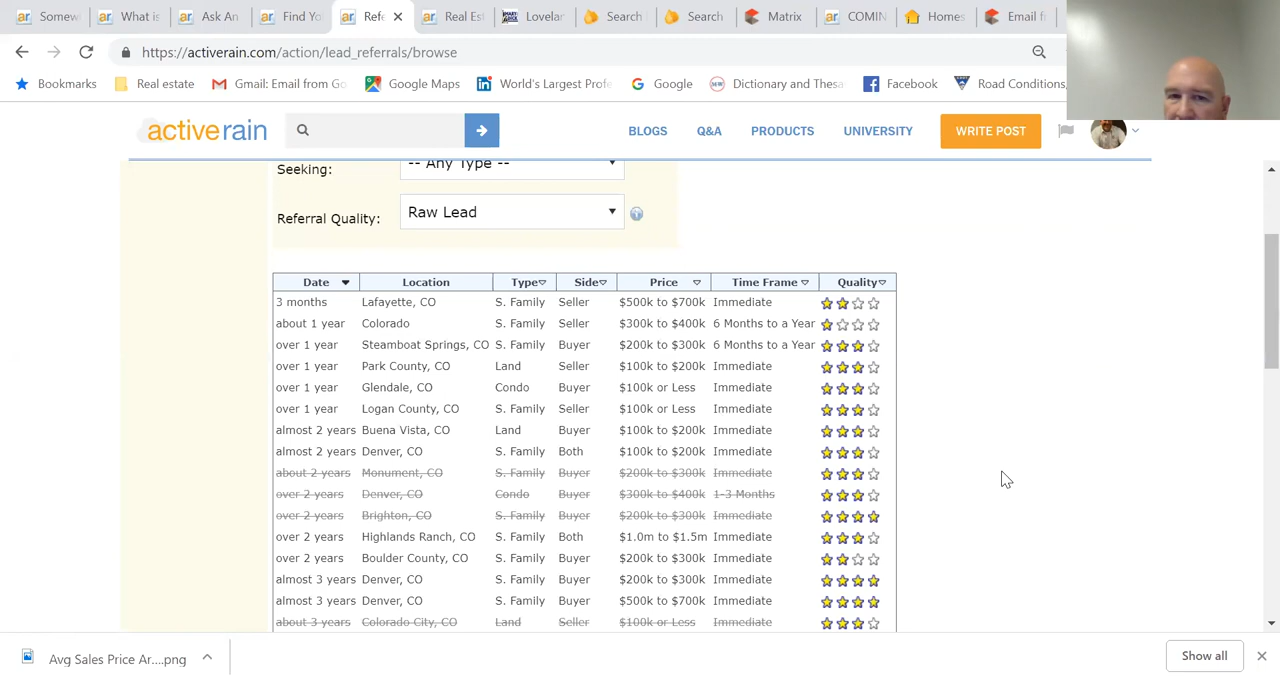 Somewh
What is
Ask An
Find Yo
Refe
Real Est
Lovelan
Search
Search
Matrix
COMIN
Homes
Email f
https://activerain.com/action/lead_referrals/browse
Bookmarks
Real estate
Gmail: Email from Go
Google Maps
World's Largest Profe
Google
Dictionary and Thesa
Facebook
Road Conditions,
activerain
BLOGS
Q&A
PRODUCTS
UNIVERSITY
WRITE POST
Seeking: -- Any Type --
Referral Quality: Raw Lead
Date Location Type Side Price Time Frame Quality
3 months Lafayette, CO S. Family Seller $500k to $700k Immediate
about 1 year Colorado S. Family Seller $300k to $400k 6 Months to a Year
over 1 year Steamboat Springs, CO S. Family Buyer $200k to $300k 6 Months to a Year
over 1 year Park County, CO Land Seller $100k to $200k Immediate
over 1 year Glendale, CO Condo Buyer $100k or Less Immediate
over 1 year Logan County, CO S. Family Seller $100k or Less Immediate
almost 2 years Buena Vista, CO Land Buyer $100k to $200k Immediate
almost 2 years Denver, CO S. Family Both $100k to $200k Immediate
about 2 years Monument, CO S. Family Buyer $200k to $300k Immediate
over 2 years Denver, CO Condo Buyer $300k to $400k 1-3 Months
over 2 years Brighton, CO S. Family Buyer $200k to $300k Immediate
over 2 years Highlands Ranch, CO S. Family Both $1.0m to $1.5m Immediate
over 2 years Boulder County, CO S. Family Buyer $200k to $300k Immediate
almost 3 years Denver, CO S. Family Buyer $200k to $300k Immediate
almost 3 years Denver, CO S. Family Buyer $500k to $700k Immediate
about 3 years Colorado City, CO Land Seller $100k or Less Immediate
Avg Sales Price Ar....png
Show all